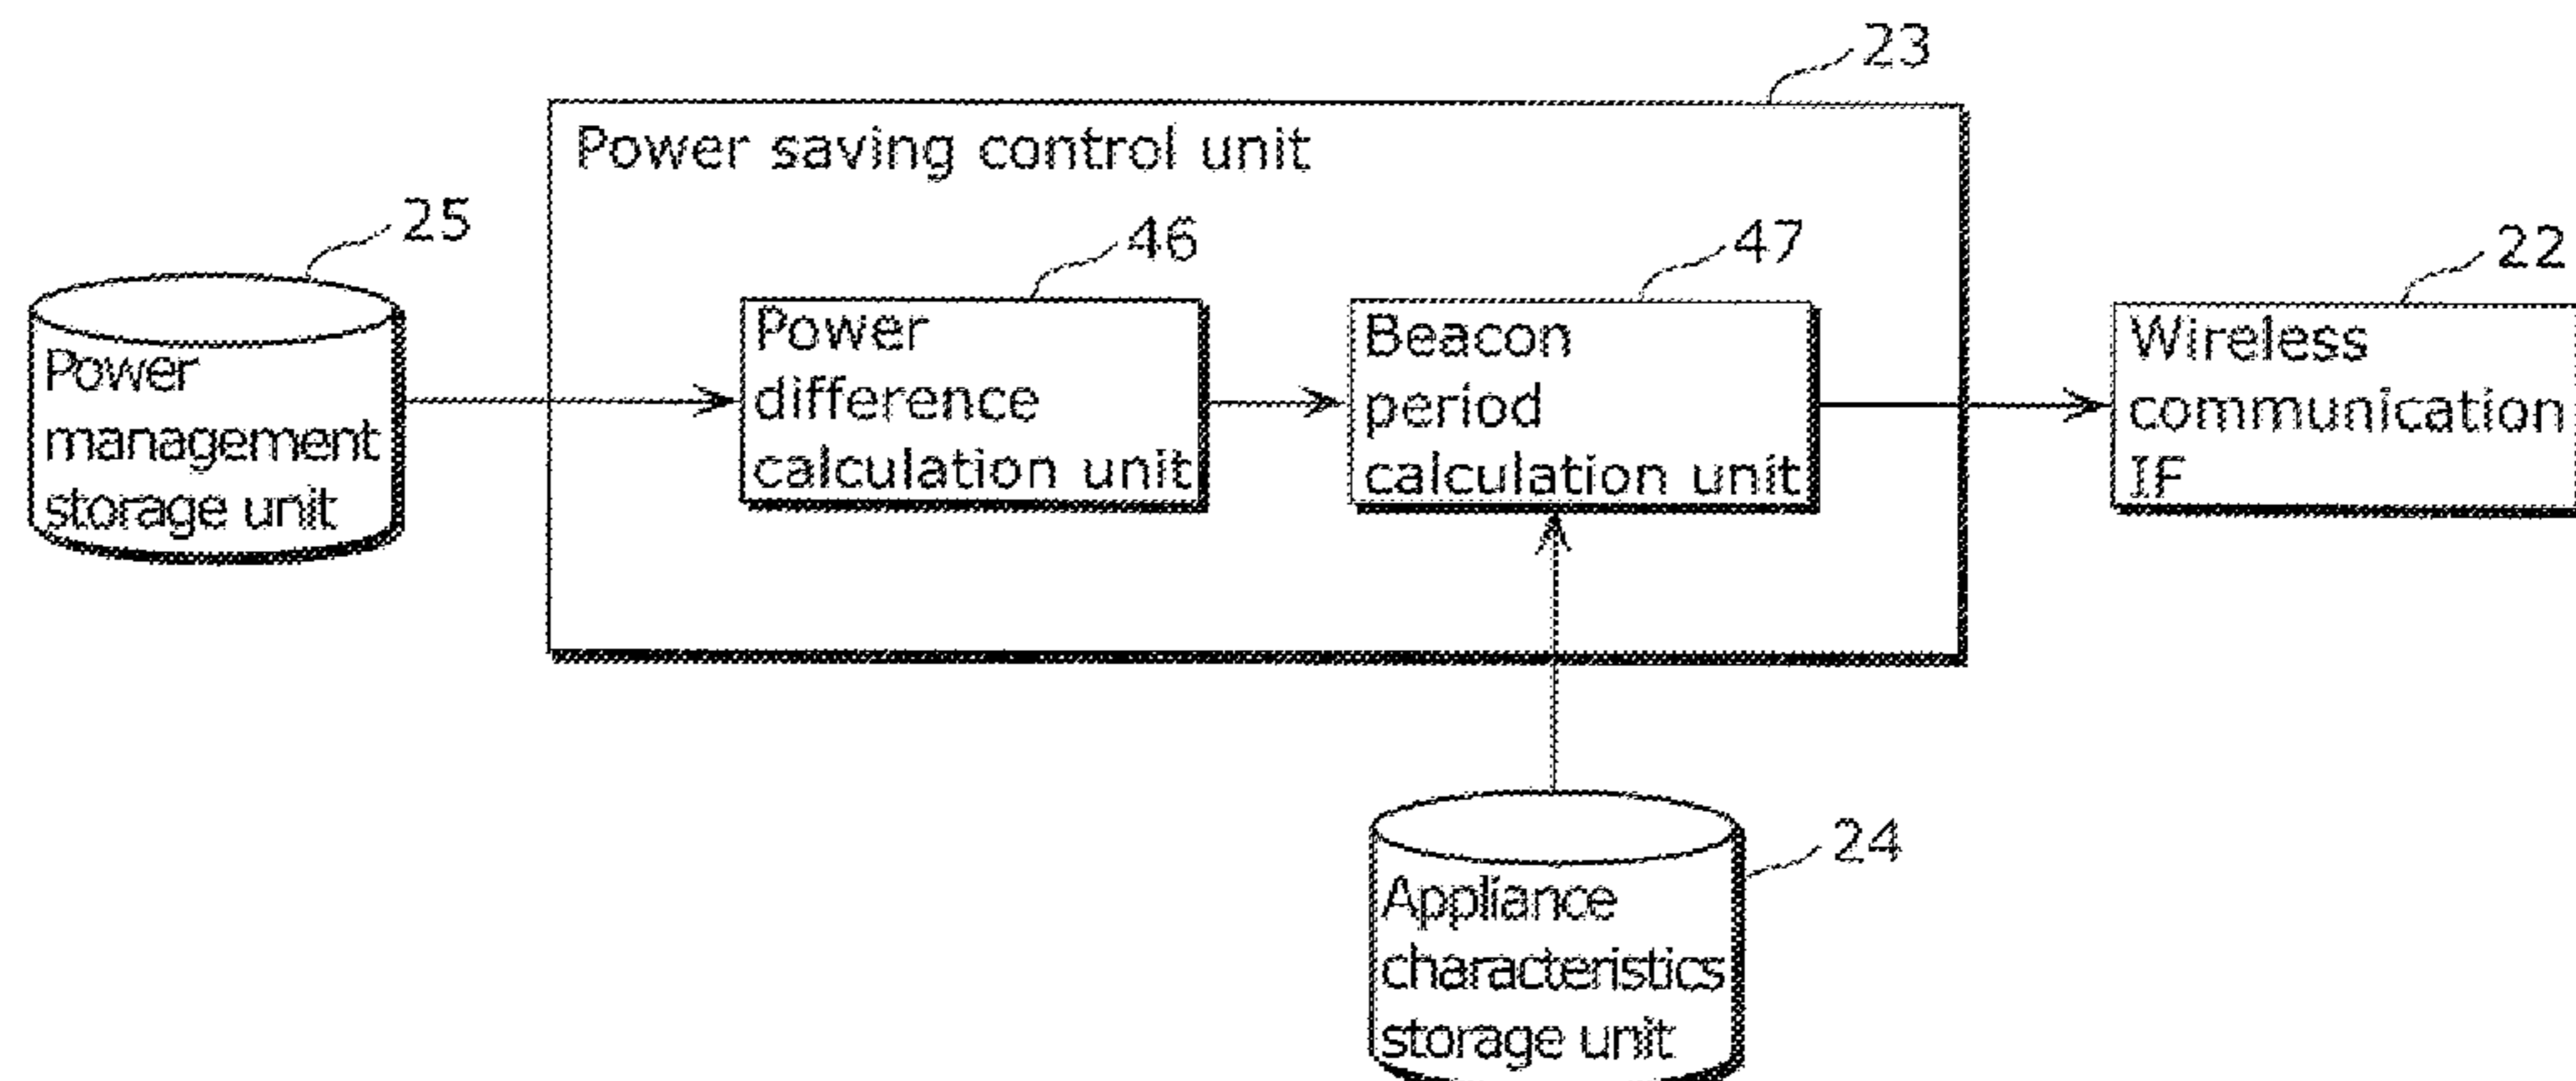 23
Power saving control unit
25
46
47
22
Power
management
storage unit
Power
difference
calculation unit
Beacon
period
calculation unit
Wireless
communication
IF
24
Appliance
characteristics
storage unit